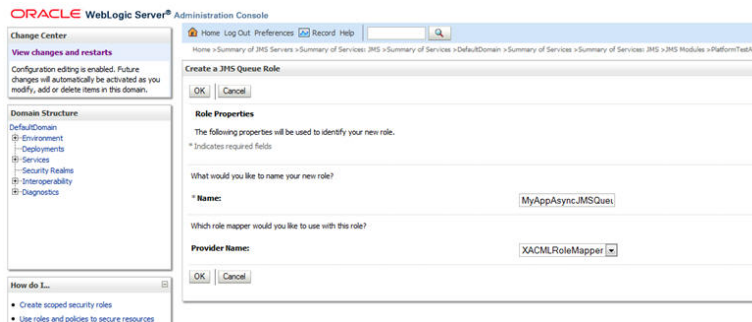 ORACLE WebLogic Server® Administration Console
Change Center
View changes and restarts
Configuration editing is enabled. Future
changes will automatically be activated as you
modify, add or delete items in this domain.
Domain Structure
DefaultDomain
Environment
Deployments
Services
Security Realms
Interoperability
Diagnostics
How do I...
Create scoped security roles
Use roles and policies to secure resources
Home Log Out Preferences Record Help
Home >Summary of JMS Servers >Summary of Services: JMS >Summary of Services >DefaultDomain >Summary of Services >Summary of Services: JMS >JMS Modules >PlatformTestA
Create a JMS Queue Role
OK Cancel
Role Properties
The following properties will be used to identify your new role.
* Indicates required fields
What would you like to name your new role?
* Name: MyAppAsyncJMSQueu
Which role mapper would you like to use with this role?
Provider Name: XACMLRoleMapper
OK Cancel